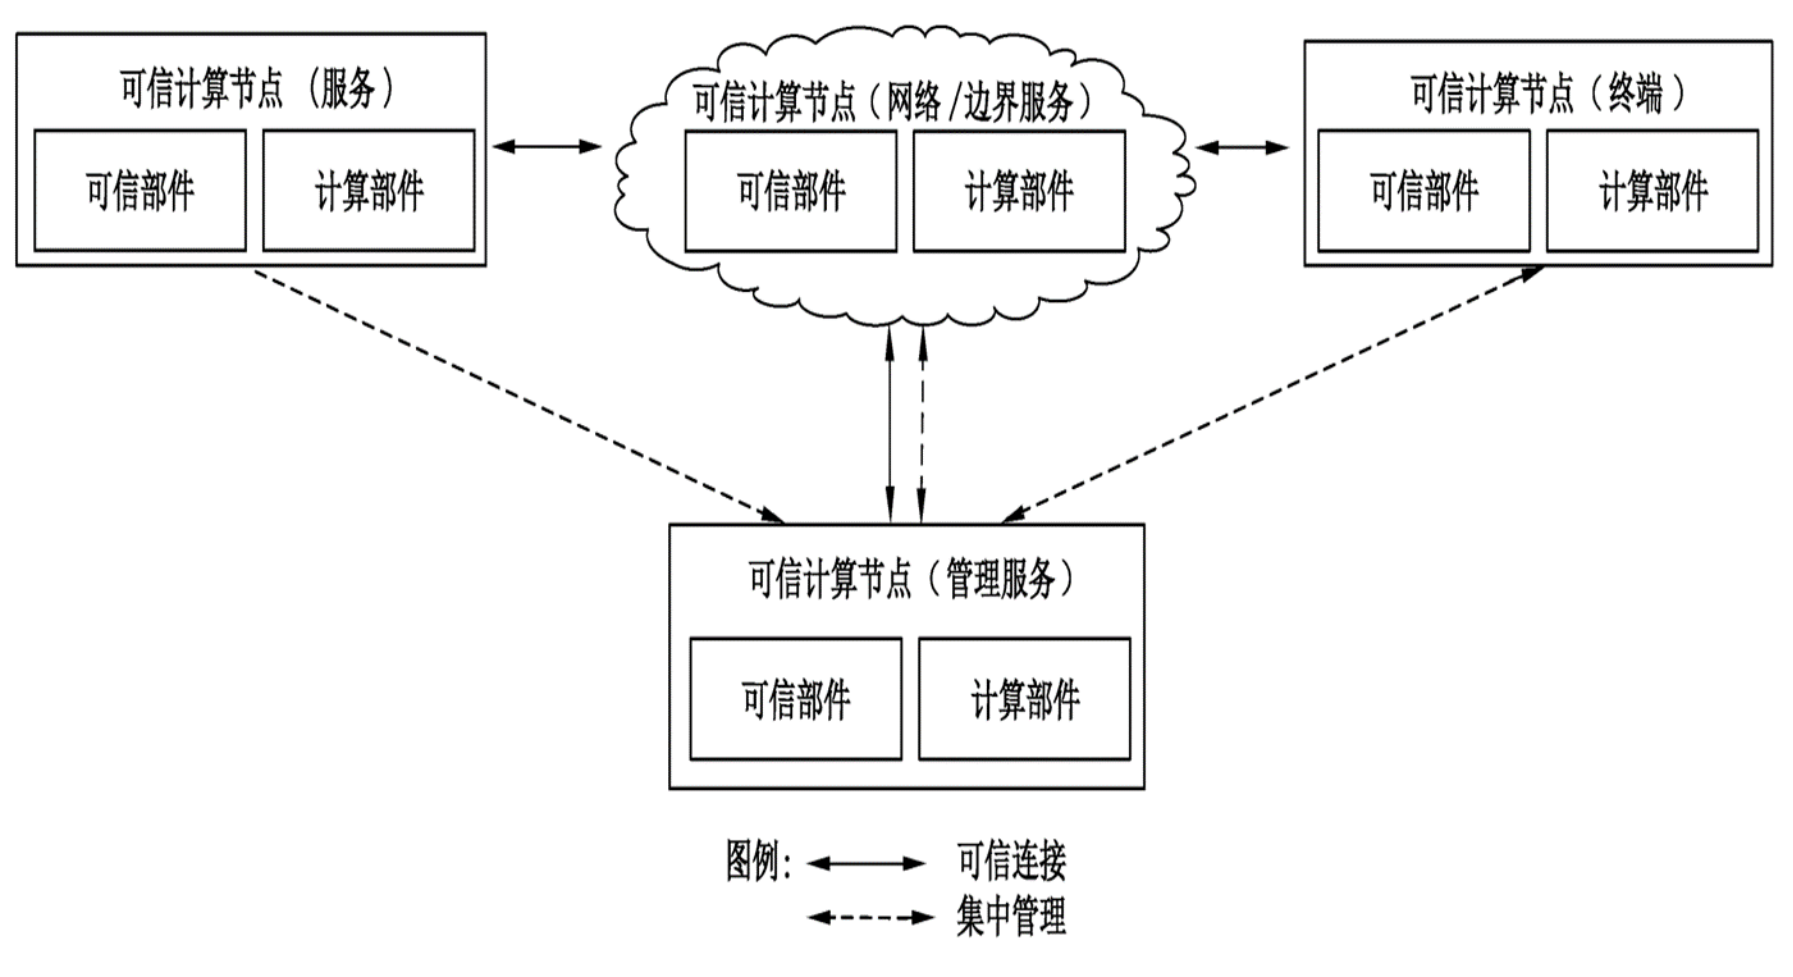 可信计算节点（服务）
可信部件
计算部件
可信计算节点（网络/边界服务）
可信部件
计算部件
可信计算节点（终端）
可信部件
计算部件
可信计算节点（管理服务）
可信部件
计算部件
图例:
可信连接
集中管理